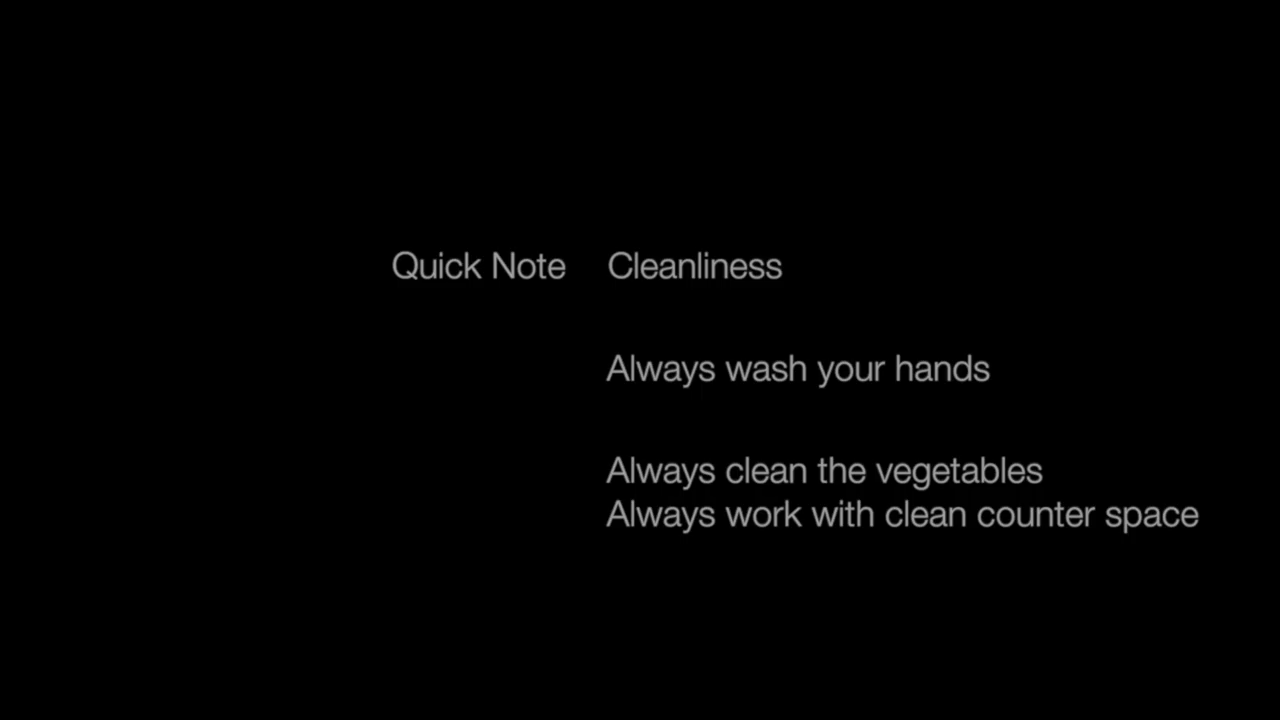 Quick Note Cleanliness
Always wash your hands
Always clean the vegetables
Always work with clean counter space